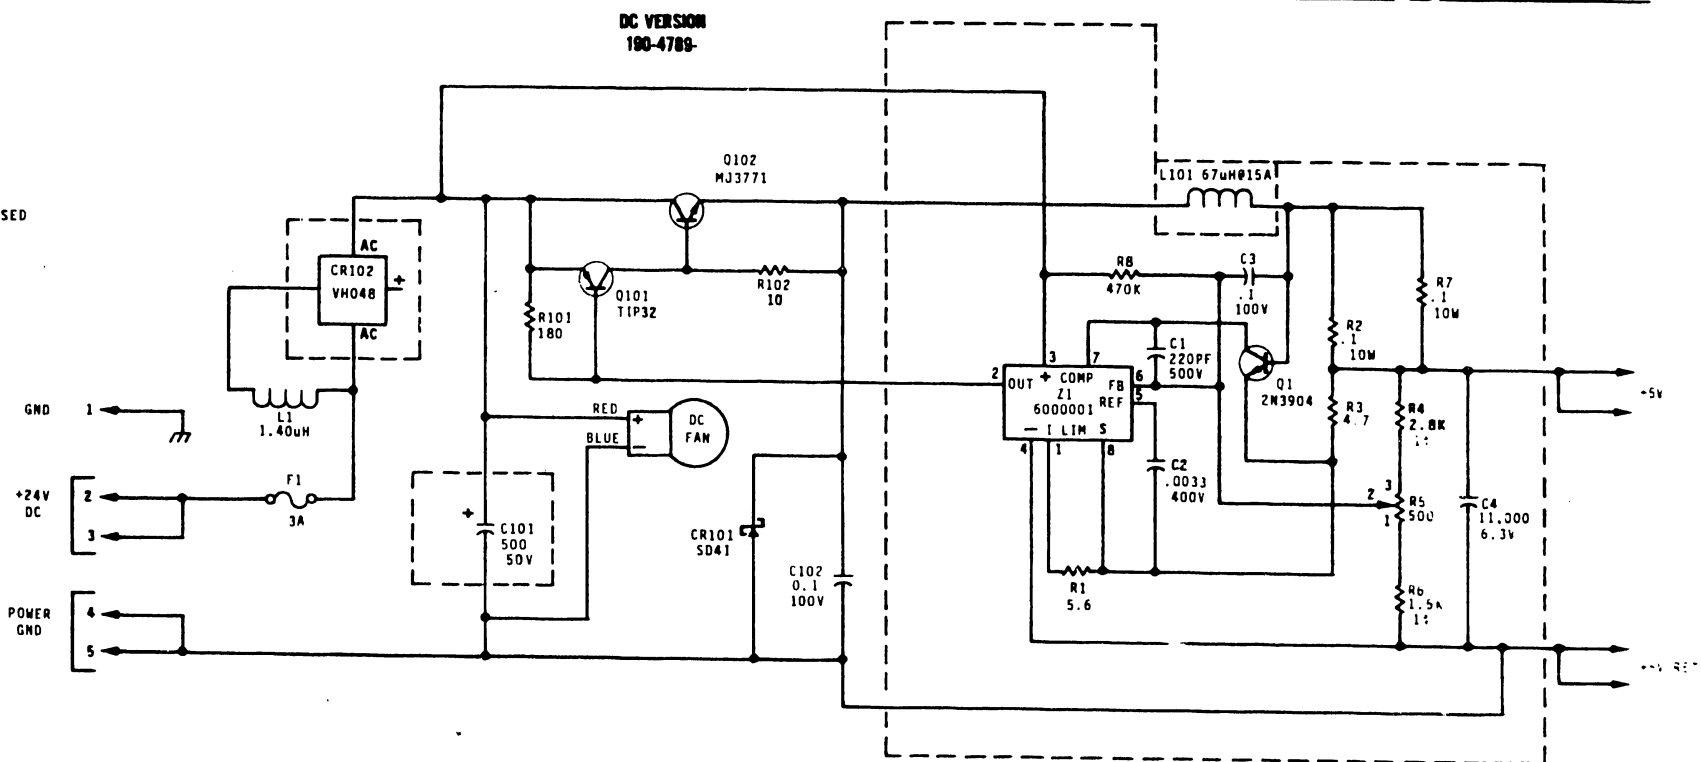 DC VERSION
190-4789-
SED
Q102
MJ3771
L101 67uH@15A
AC
CR102
VH048
+
AC
Q101
TIP32
R101
180
R102
10
R8
470K
C3
.1
100V
R7
.1
10W
R2
.1
10W
C1
220PF
500V
3
7
2
OUT
+
COMP
FB
6
Z1
6000001
REF
5
—
I LIM
S
4
1
8
Q1
2N3904
R3
4.7
R4
2.8K
+5V
GND
1
L1
1.40uH
RED
BLUE
+
−
DC
FAN
+24V
DC
2
3
F1
3A
+
C101
500
50V
CR101
SD41
C102
0.1
100V
C2
.0033
400V
3
2
1
R5
500
C4
11,000
6.3V
R1
5.6
R6
1.5K
POWER
GND
4
5